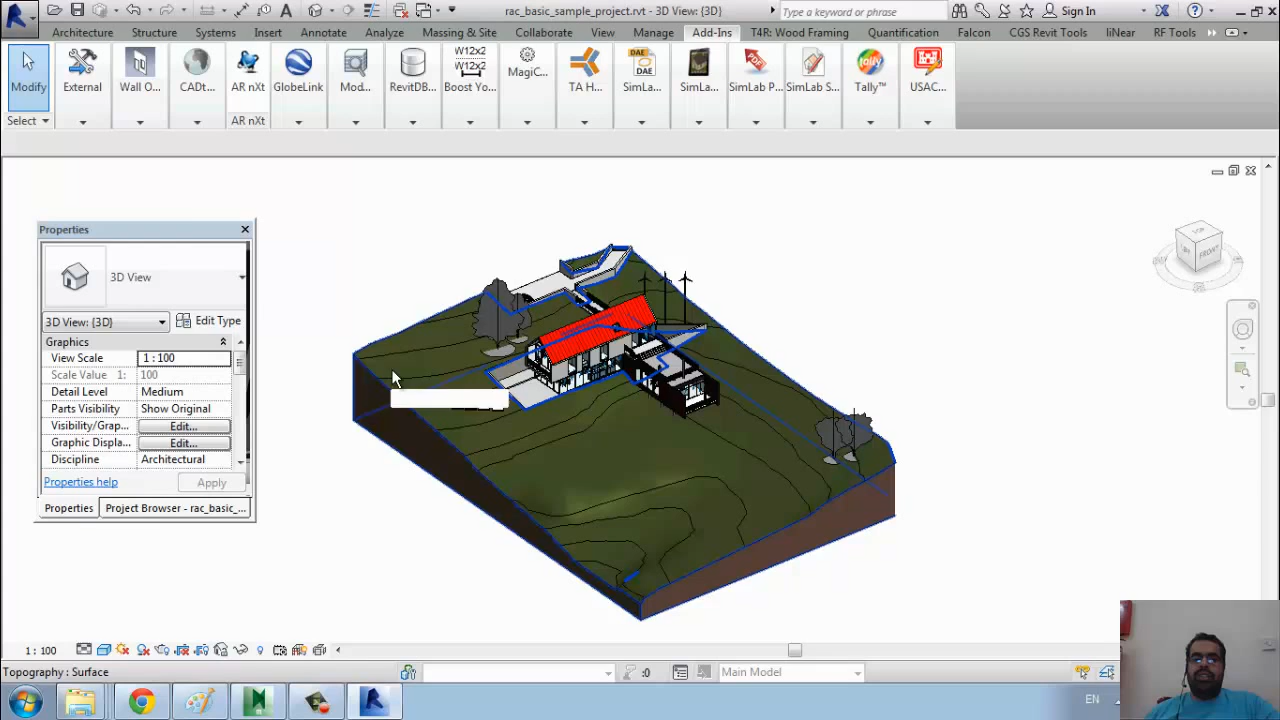 rac_basic_sample_project.rvt - 3D View: {3D}
Type a keyword or phrase
Sign In
Architecture
Structure
Systems
Insert
Annotate
Analyze
Massing & Site
Collaborate
View
Manage
Add-Ins
T4R: Wood Framing
Quantification
Falcon
CGS Revit Tools
liNear
RF Tools
W12x2
W12x2
DAE
DAE
PDF
tally
Modify
External
Wall O...
CADt...
AR nXt
GlobeLink
Mod...
RevitDB...
Boost Yo...
MagiC...
TA H...
SimLa...
SimLa...
SimLab P...
SimLab S...
Tally™
USAC...
Select
AR nXt
FRONT
Properties
3D View
3D View: {3D}
Edit Type
Graphics
View Scale
1 : 100
Scale Value 1:
100
Detail Level
Medium
Parts Visibility
Show Original
Visibility/Grap...
Edit...
Graphic Displa...
Edit...
Discipline
Architectural
Properties help
Apply
Properties
Project Browser - rac_basic_...
1 : 100
Topography : Surface
:0
Main Model
EN